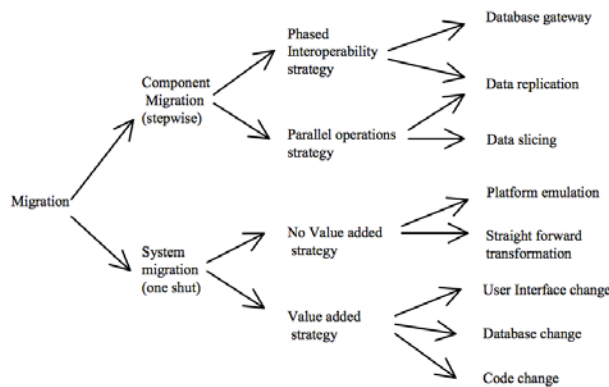 Database gateway
Phased
Interoperability
strategy
Component
Migration
(stepwise)
Data replication
Parallel operations
strategy
Data slicing
Migration
Platform emulation
No Value added
strategy
Straight forward
transformation
System
migration
(one shut)
User Interface change
Value added
strategy
Database change
Code change